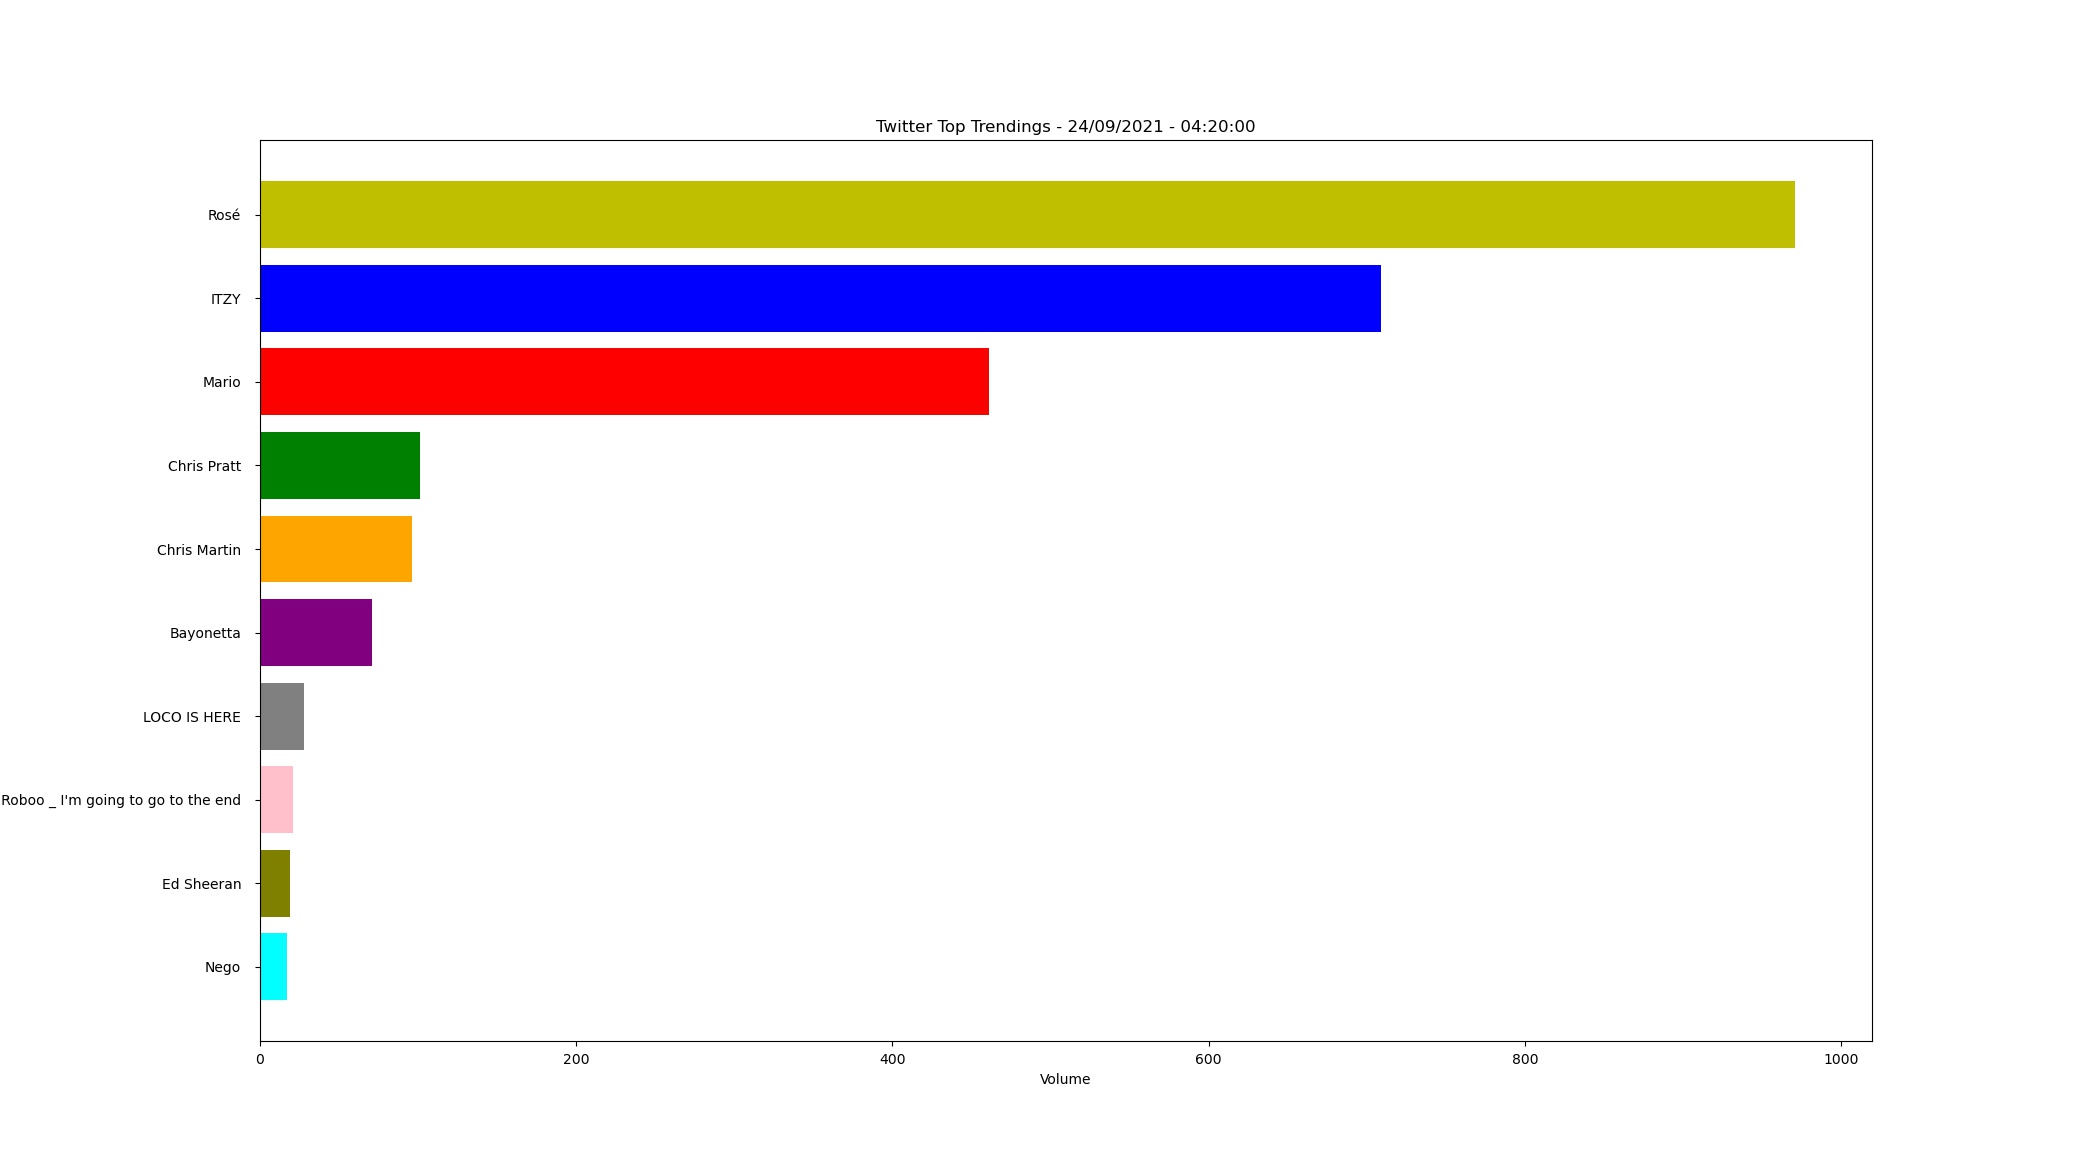 Twitter Top Trendings - 24/09/2021 - 04:20:00
Rosé
ITZY
Mario
Chris Pratt
Chris Martin
Bayonetta
LOCO IS HERE
Roboo _ I'm going to go to the end
Ed Sheeran
Nego
0 200 400 600 800 1000
Volume